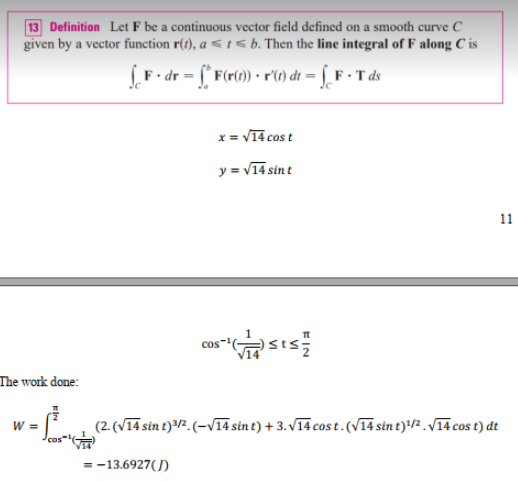 13 Definition Let F be a continuous vector field defined on a smooth curve C
given by a vector function r(t), a ≤ t ≤ b. Then the line integral of F along C is
∫_C F · dr = ∫_a^b F(r(t)) · r'(t) dt = ∫_C F · T ds
x = √14 cos t
y = √14 sin t
11
cos⁻¹(1/√14) ≤ t ≤ π/2
The work done:
W = ∫_{cos⁻¹(1/√14)}^{π/2} (2.(√14 sin t)^{3/2}.(−√14 sin t) + 3.√14 cos t.(√14 sin t)^{1/2}.√14 cos t) dt
= −13.6927(J)